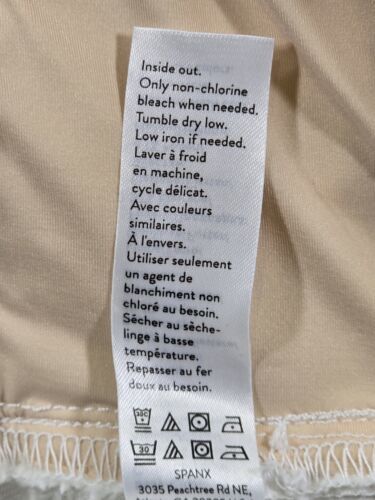 Inside out.
Only non-chlorine
bleach when needed.
Tumble dry low.
Low iron if needed.
Laver à froid
en machine,
cycle délicat.
Avec couleurs
similaires.
À l'envers.
Utiliser seulement
un agent de
blanchiment non
chloré au besoin.
Sécher au sèche-
linge à basse
température.
Repasser au fer
doux au besoin.
30C
30
SPANX
3035 Peachtree Rd NE,